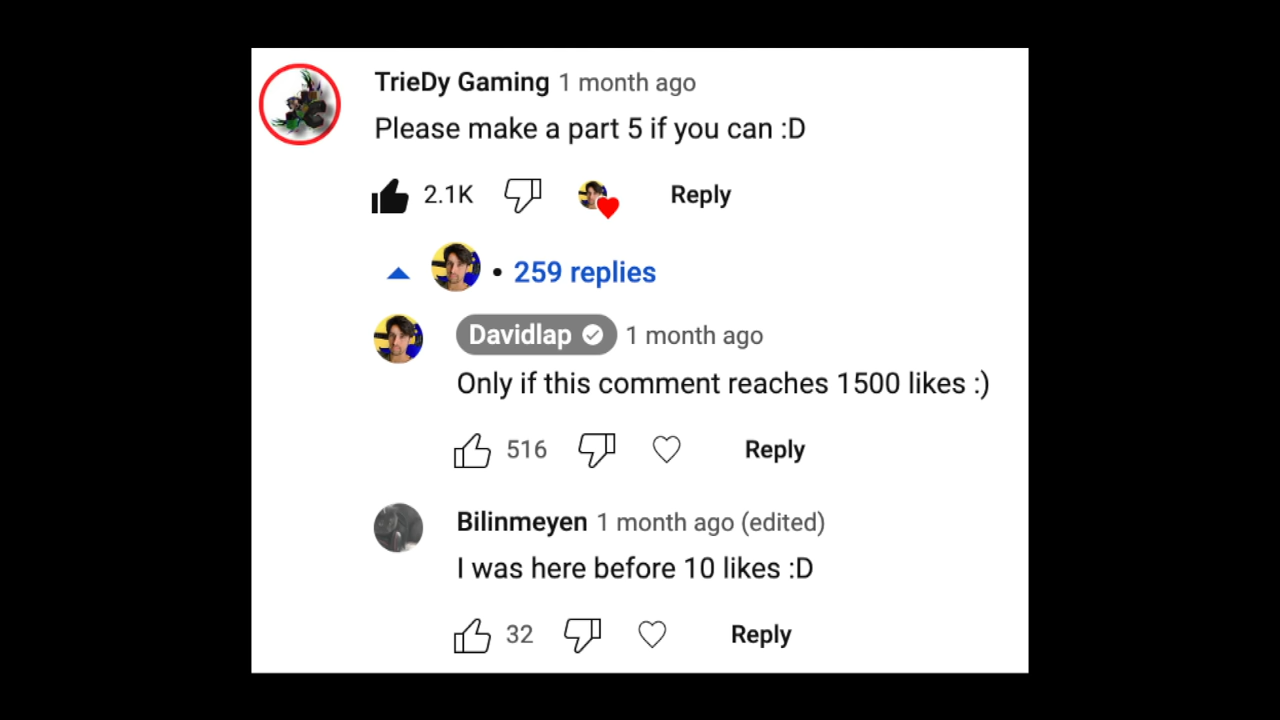 TrieDy Gaming 1 month ago
Please make a part 5 if you can :D
2.1K Reply
• 259 replies
Davidlap 1 month ago
Only if this comment reaches 1500 likes :)
516 Reply
Bilinmeyen 1 month ago (edited)
I was here before 10 likes :D
32 Reply